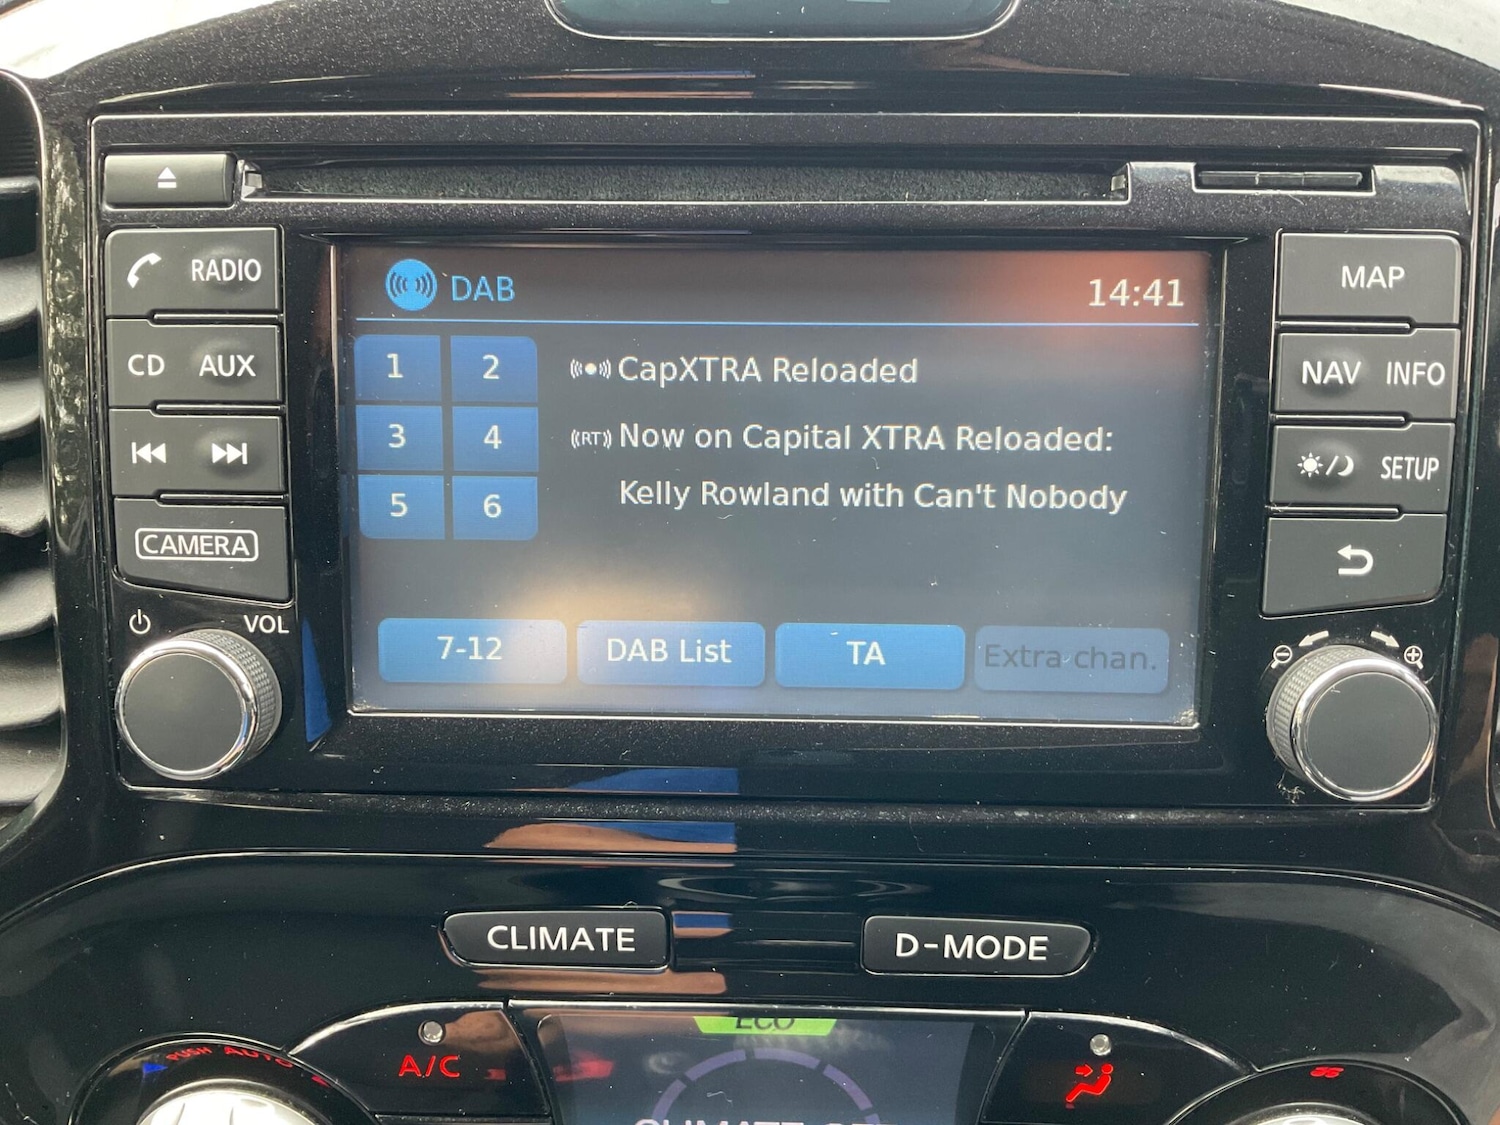 RADIO
CD AUX
CAMERA
VOL
DAB 14:41
1 2
3 4
5 6
CapXTRA Reloaded
(RT) Now on Capital XTRA Reloaded:
Kelly Rowland with Can't Nobody
7-12 DAB List TA Extra chan.
MAP
NAV INFO
SETUP
CLIMATE D-MODE
ECO
PUSH AUTO
A/C